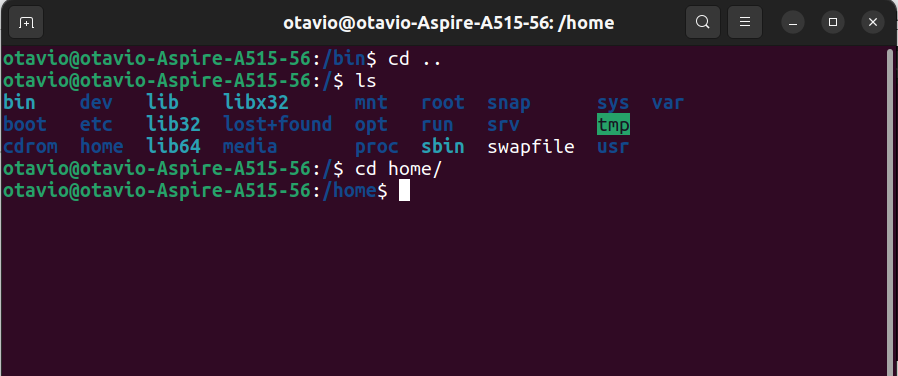 otavio@otavio-Aspire-A515-56: /home
otavio@otavio-Aspire-A515-56:/bin$ cd ..
otavio@otavio-Aspire-A515-56:/$ ls
bin    dev   lib    libx32      mnt   root  snap      sys  var
boot   etc   lib32  lost+found  opt   run   srv       tmp
cdrom  home  lib64  media       proc  sbin  swapfile  usr
otavio@otavio-Aspire-A515-56:/$ cd home/
otavio@otavio-Aspire-A515-56:/home$